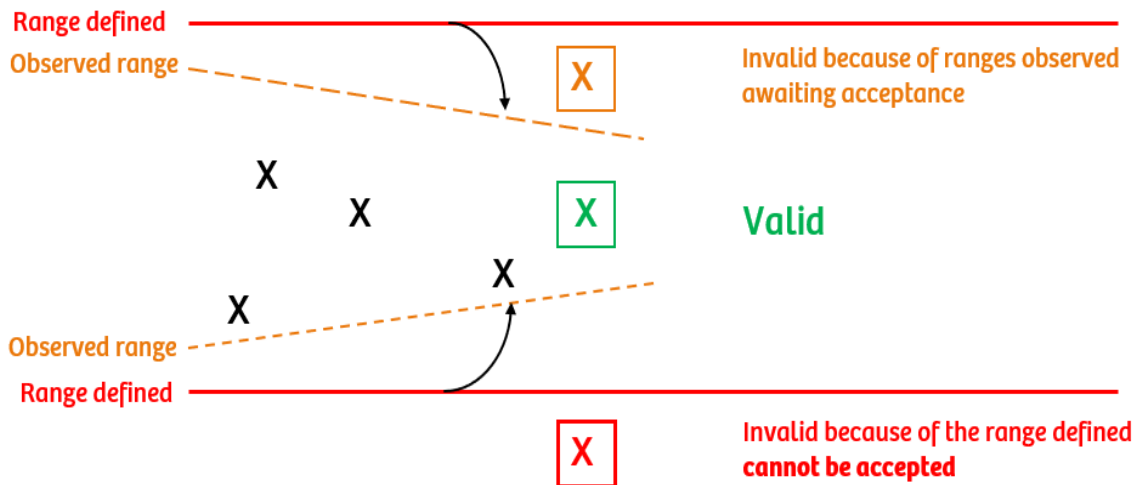 Range defined
Observed range
X
Invalid because of ranges observed
awaiting acceptance
X
X
X
Valid
X
X
Observed range
Range defined
X
Invalid because of the range defined
cannot be accepted